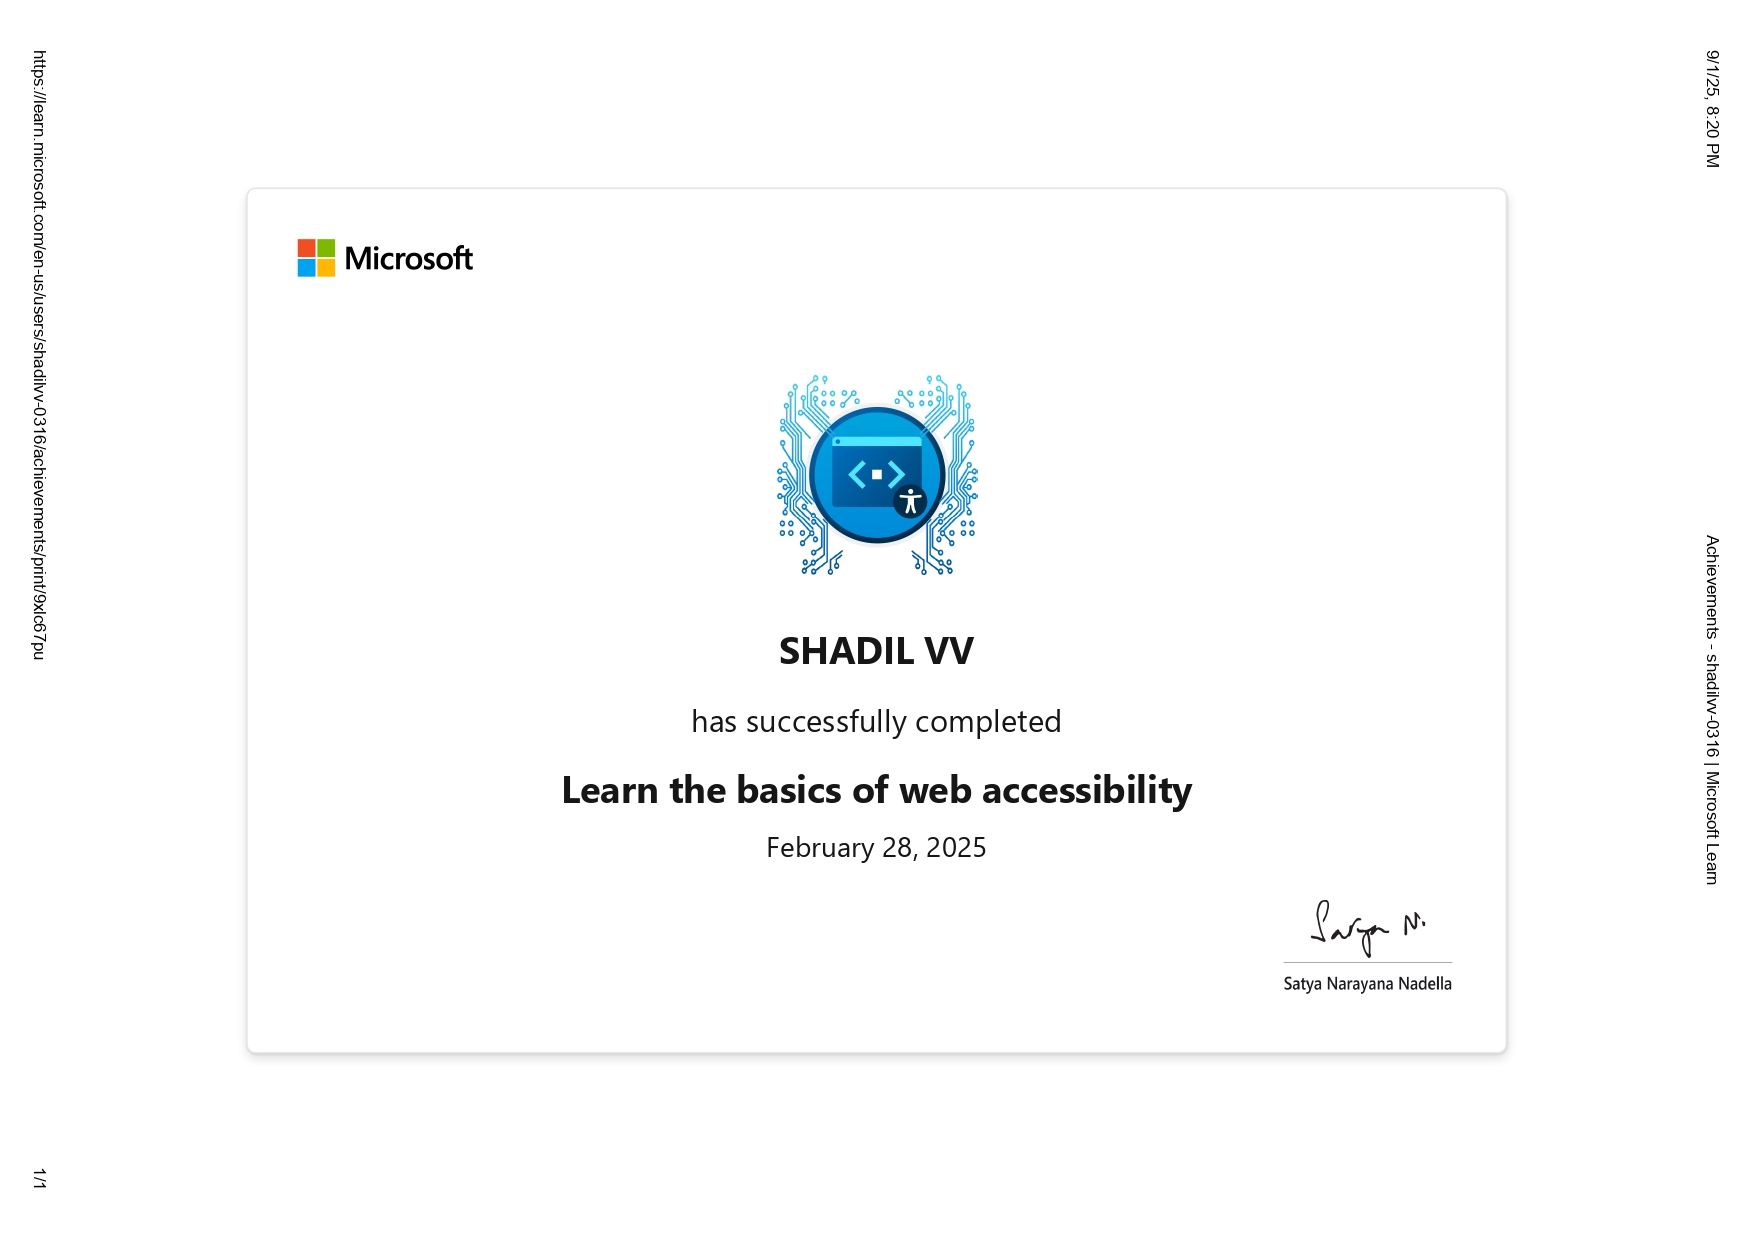 9/1/25, 8:20 PM
Achievements - shadilvv-0316 | Microsoft Learn
Microsoft
SHADIL VV
has successfully completed
Learn the basics of web accessibility
February 28, 2025
Satya N.
Satya Narayana Nadella
https://learn.microsoft.com/en-us/users/shadilvv-0316/achievements/print/9xlc67pu
1/1